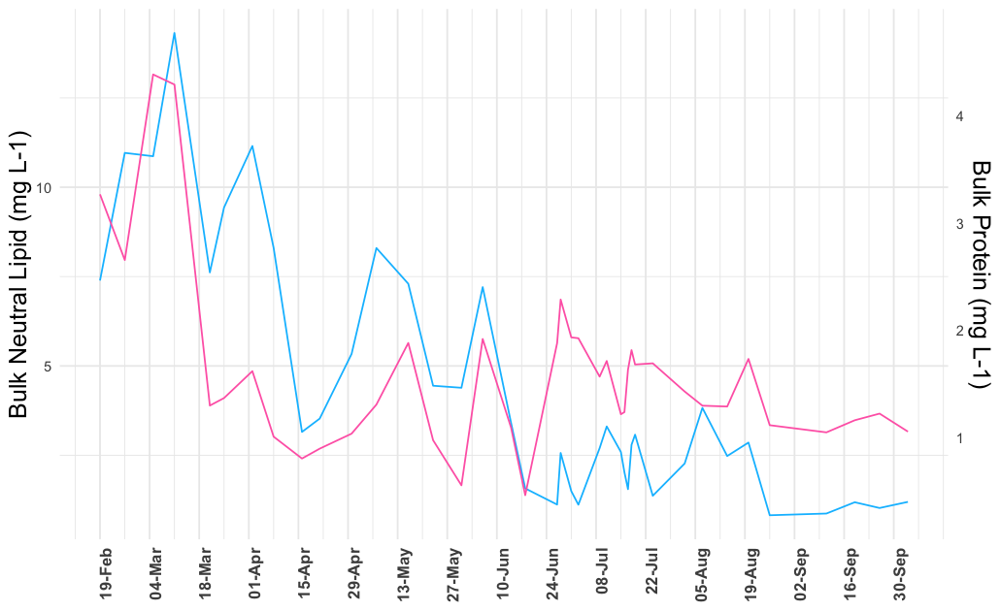 Bulk Neutral Lipid (mg L-1)
10
5
4
3
2
1
Bulk Protein (mg L-1)
19-Feb
04-Mar
18-Mar
01-Apr
15-Apr
29-Apr
13-May
27-May
10-Jun
24-Jun
08-Jul
22-Jul
05-Aug
19-Aug
02-Sep
16-Sep
30-Sep